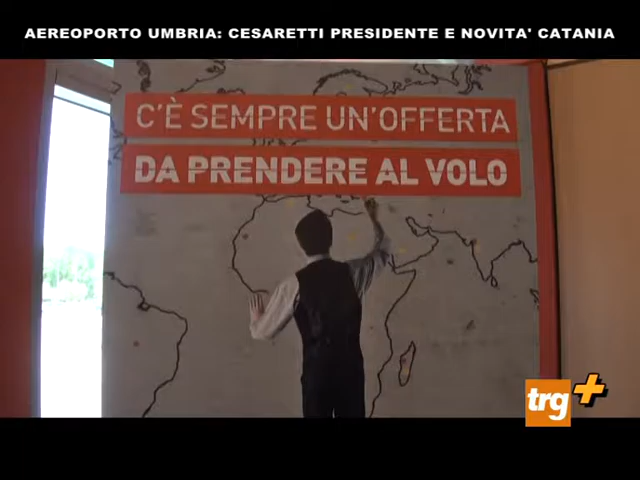 AEREOPORTO UMBRIA: CESARETTI PRESIDENTE E NOVITA' CATANIA
C'È SEMPRE UN'OFFERTA
DA PRENDERE AL VOLO
trg+